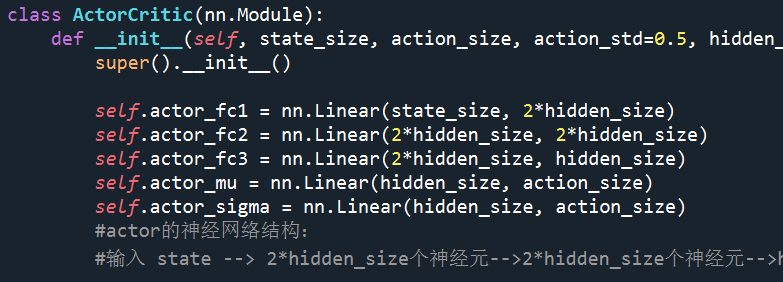 class ActorCritic(nn.Module):
def __init__(self, state_size, action_size, action_std=0.5, hidden_
super().__init__()
self.actor_fc1 = nn.Linear(state_size, 2*hidden_size)
self.actor_fc2 = nn.Linear(2*hidden_size, 2*hidden_size)
self.actor_fc3 = nn.Linear(2*hidden_size, hidden_size)
self.actor_mu = nn.Linear(hidden_size, action_size)
self.actor_sigma = nn.Linear(hidden_size, action_size)
#actor的神经网络结构：
#输入 state --> 2*hidden_size个神经元-->2*hidden_size个神经元-->h